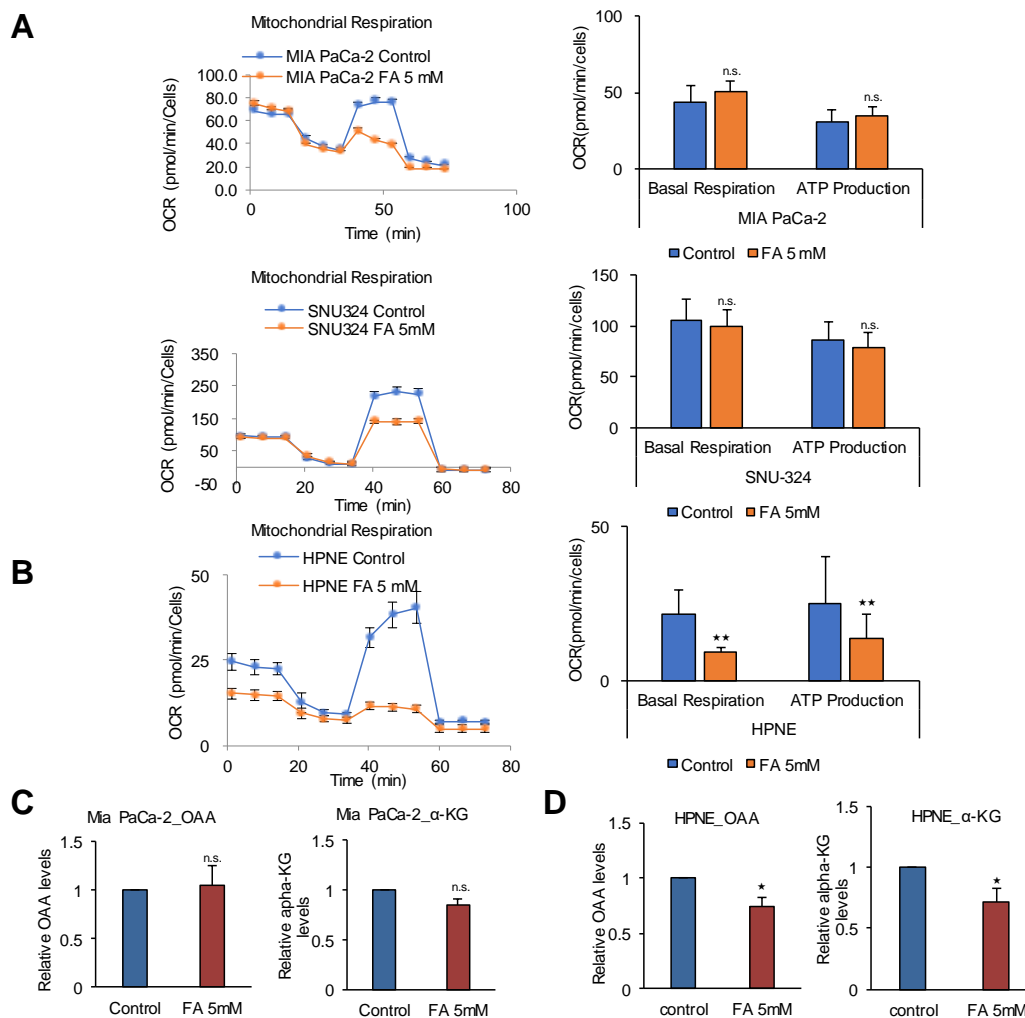 A
Mitochondrial Respiration
MIA PaCa-2 Control
MIA PaCa-2 FA 5 mM
OCR (pmol/min/Cells)
100.0
80.0
60.0
40.0
20.0
0.0
0
50
100
Time (min)
OCR(pmol/min/cells)
100
50
0
n.s.
n.s.
Basal Respiration
ATP Production
MIA PaCa-2
Control
FA 5 mM
Mitochondrial Respiration
SNU324 Control
SNU324 FA 5mM
OCR (pmol/min/Cells)
350
250
150
50
-50
0
20
40
60
80
Time (min)
OCR(pmol/min/cells)
150
100
50
0
n.s.
n.s.
Basal Respiration
ATP Production
SNU-324
Control
FA 5mM
B
Mitochondrial Respiration
HPNE Control
HPNE FA 5 mM
OCR (pmol/min/Cells)
50
25
0
0
20
40
60
80
Time (min)
OCR(pmol/min/cells)
50
25
0
★★
★★
Basal Respiration
ATP Production
HPNE
Control
FA 5mM
C
Mia PaCa-2_OAA
Relative OAA levels
1.5
1
0.5
0
n.s.
Control
FA 5mM
Mia PaCa-2_α-KG
Relative apha-KG
levels
1.5
1
0.5
0
n.s.
Control
FA 5mM
D
HPNE_OAA
Relative OAA levels
1.5
1
0.5
0
★
control
FA 5mM
HPNE_α-KG
Relative alpha-KG
levels
1.5
1
0.5
0
★
control
FA 5mM